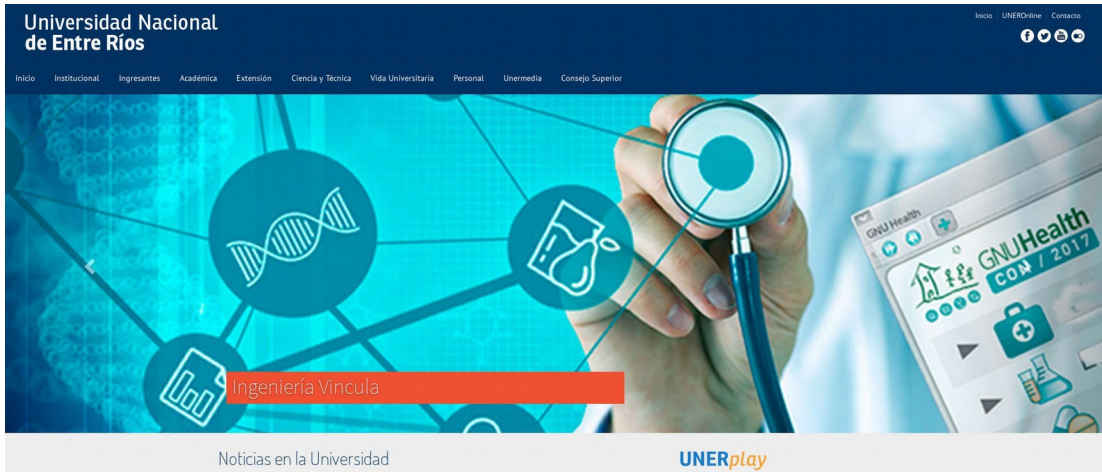 Universidad Nacional
de Entre Ríos
Inicio UNEROnline Contacto
Inicio Institucional Ingresantes Académica Extensión Ciencia y Técnica Vida Universitaria Personal Unermedia Consejo Superior
GNU Health
GNUHealth
CON / 2017
Ingeniería Vincula
Noticias en la Universidad
UNERplay